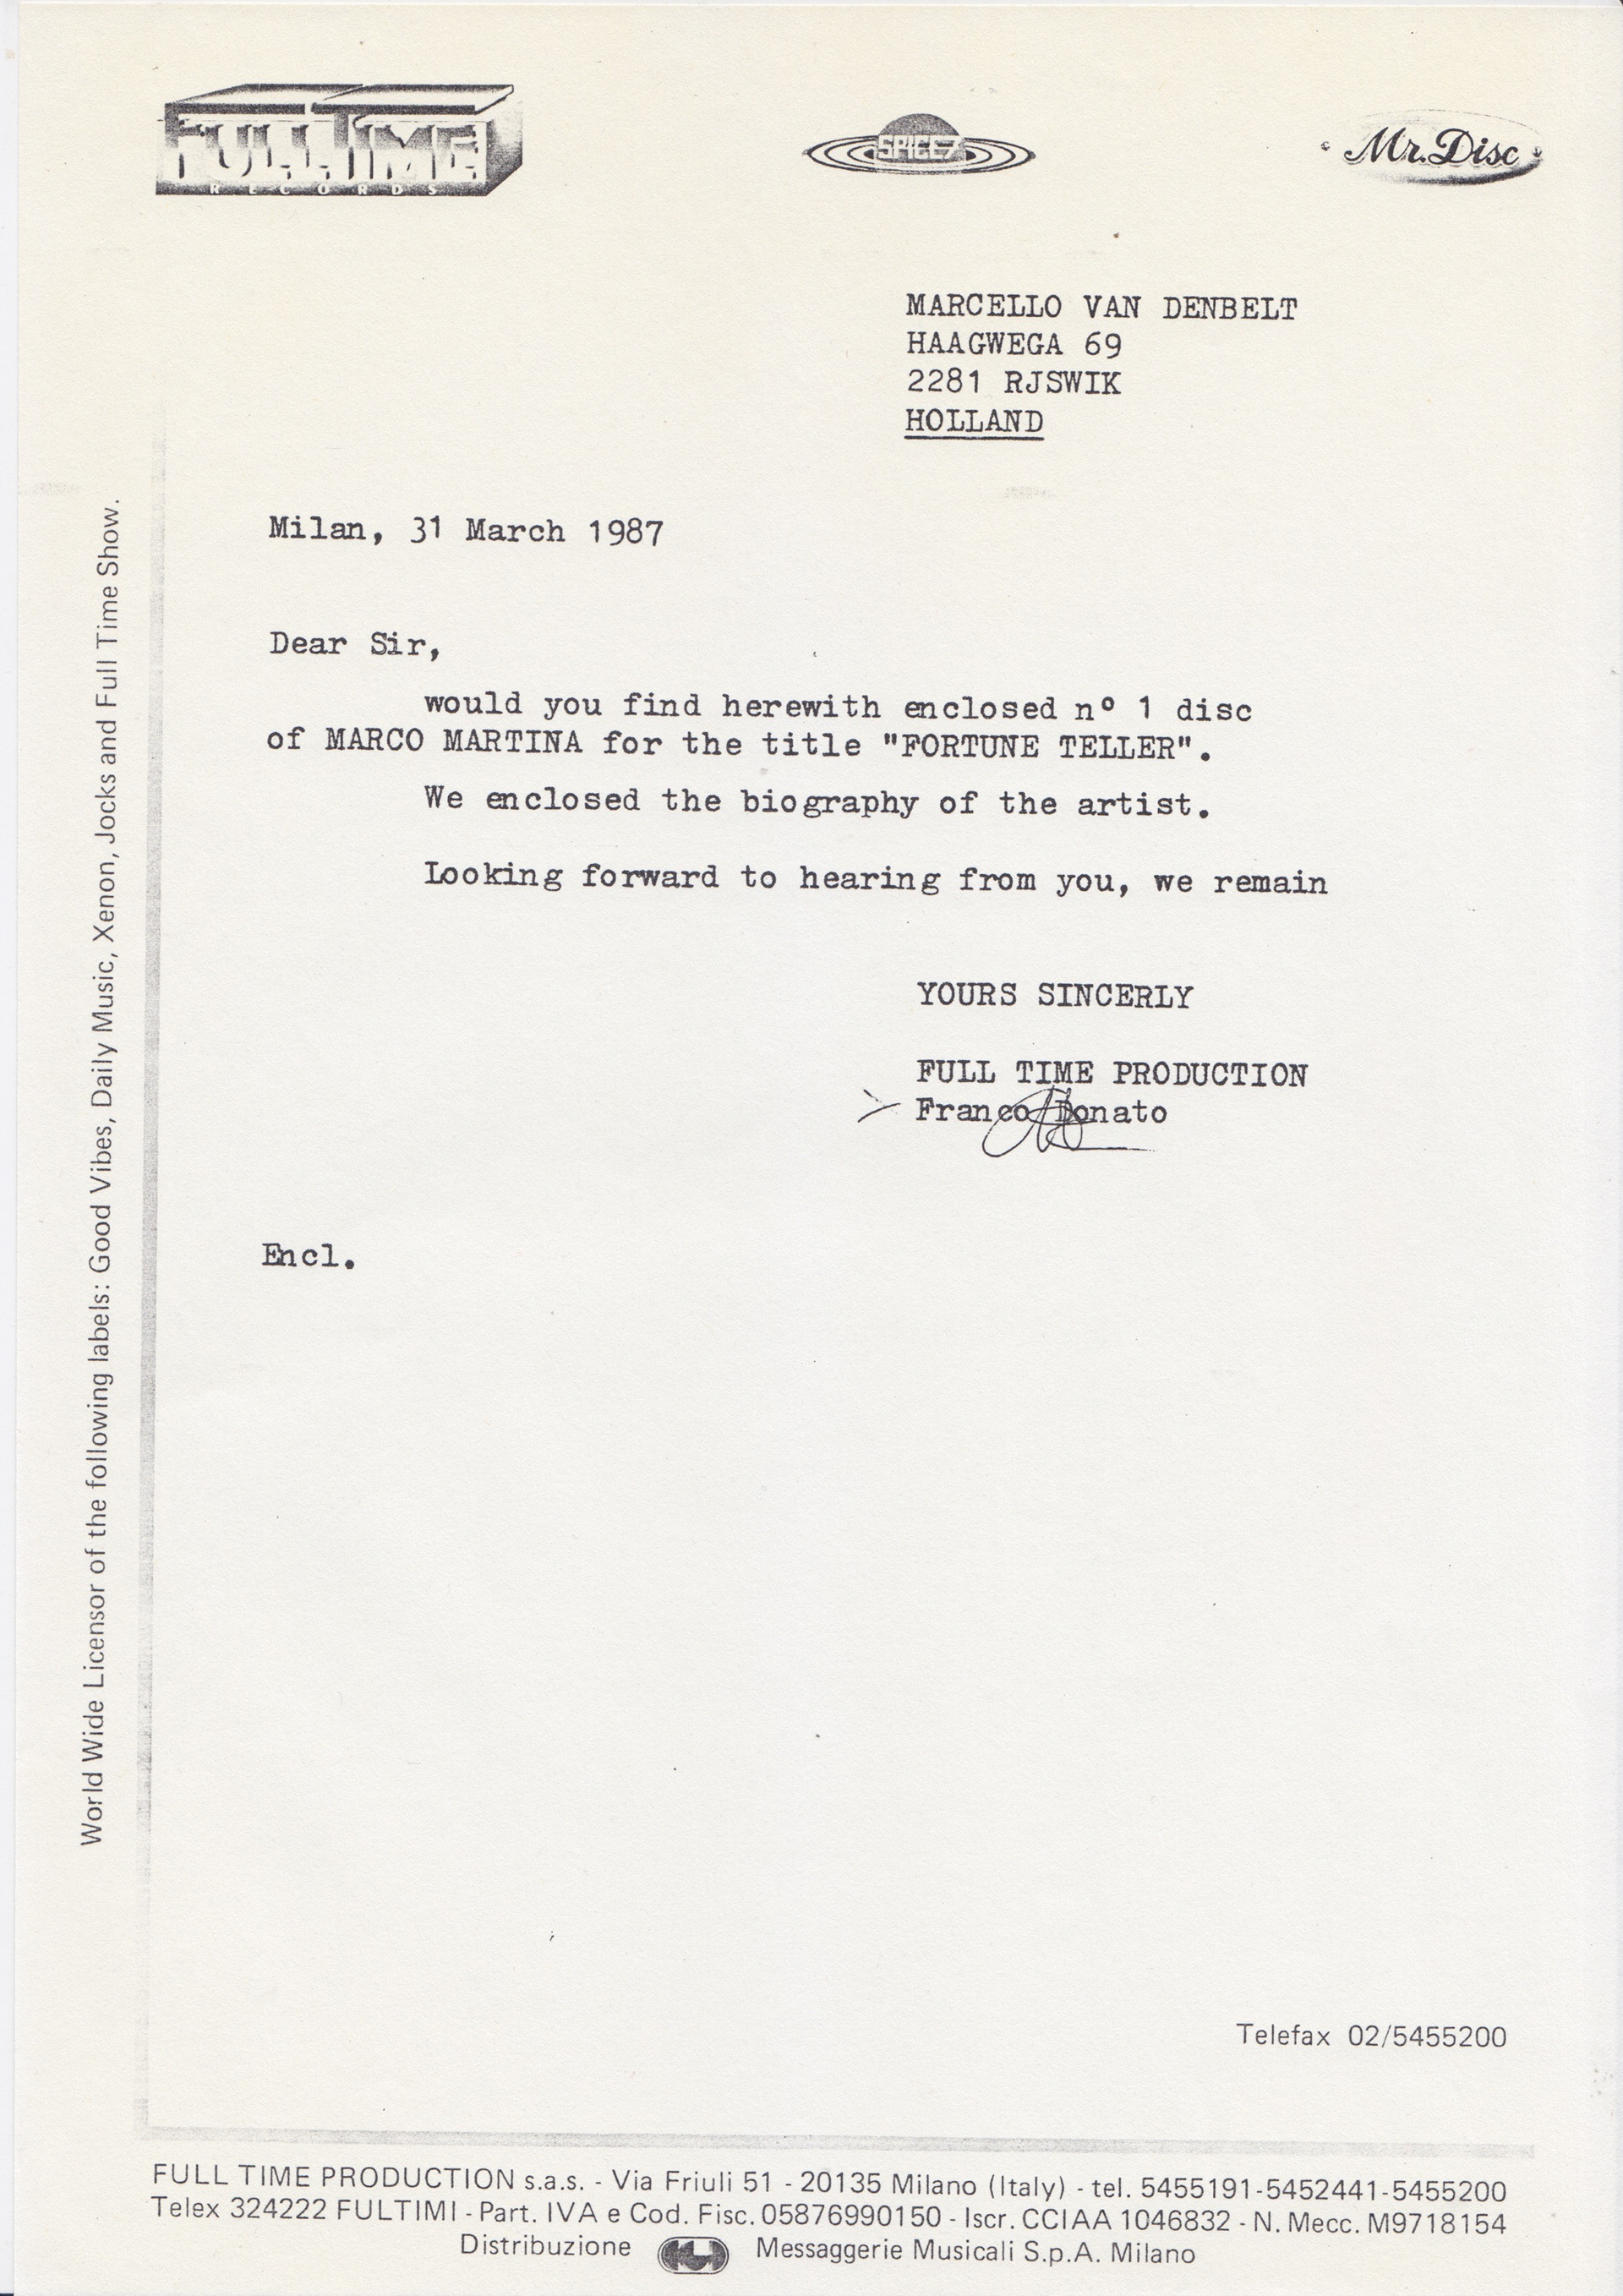 FULL TIME
RECORDS
SPICE7
Mr. Disc
MARCELLO VAN DENBELT
HAAGWEGA 69
2281 RJSWIK
HOLLAND
Milan, 31 March 1987
Dear Sir,
would you find herewith enclosed nº 1 disc
of MARCO MARTINA for the title "FORTUNE TELLER".
We enclosed the biography of the artist.
Looking forward to hearing from you, we remain
YOURS SINCERLY
FULL TIME PRODUCTION
Franco Donato
Encl.
World Wide Licensor of the following labels: Good Vibes, Daily Music, Xenon, Jocks and Full Time Show.
Telefax 02/5455200
FULL TIME PRODUCTION s.a.s. - Via Friuli 51 - 20135 Milano (Italy) - tel. 5455191-5452441-5455200
Telex 324222 FULTIMI - Part. IVA e Cod. Fisc. 05876990150 - Iscr. CCIAA 1046832 - N. Mecc. M9718154
Distribuzione Messaggerie Musicali S.p.A. Milano